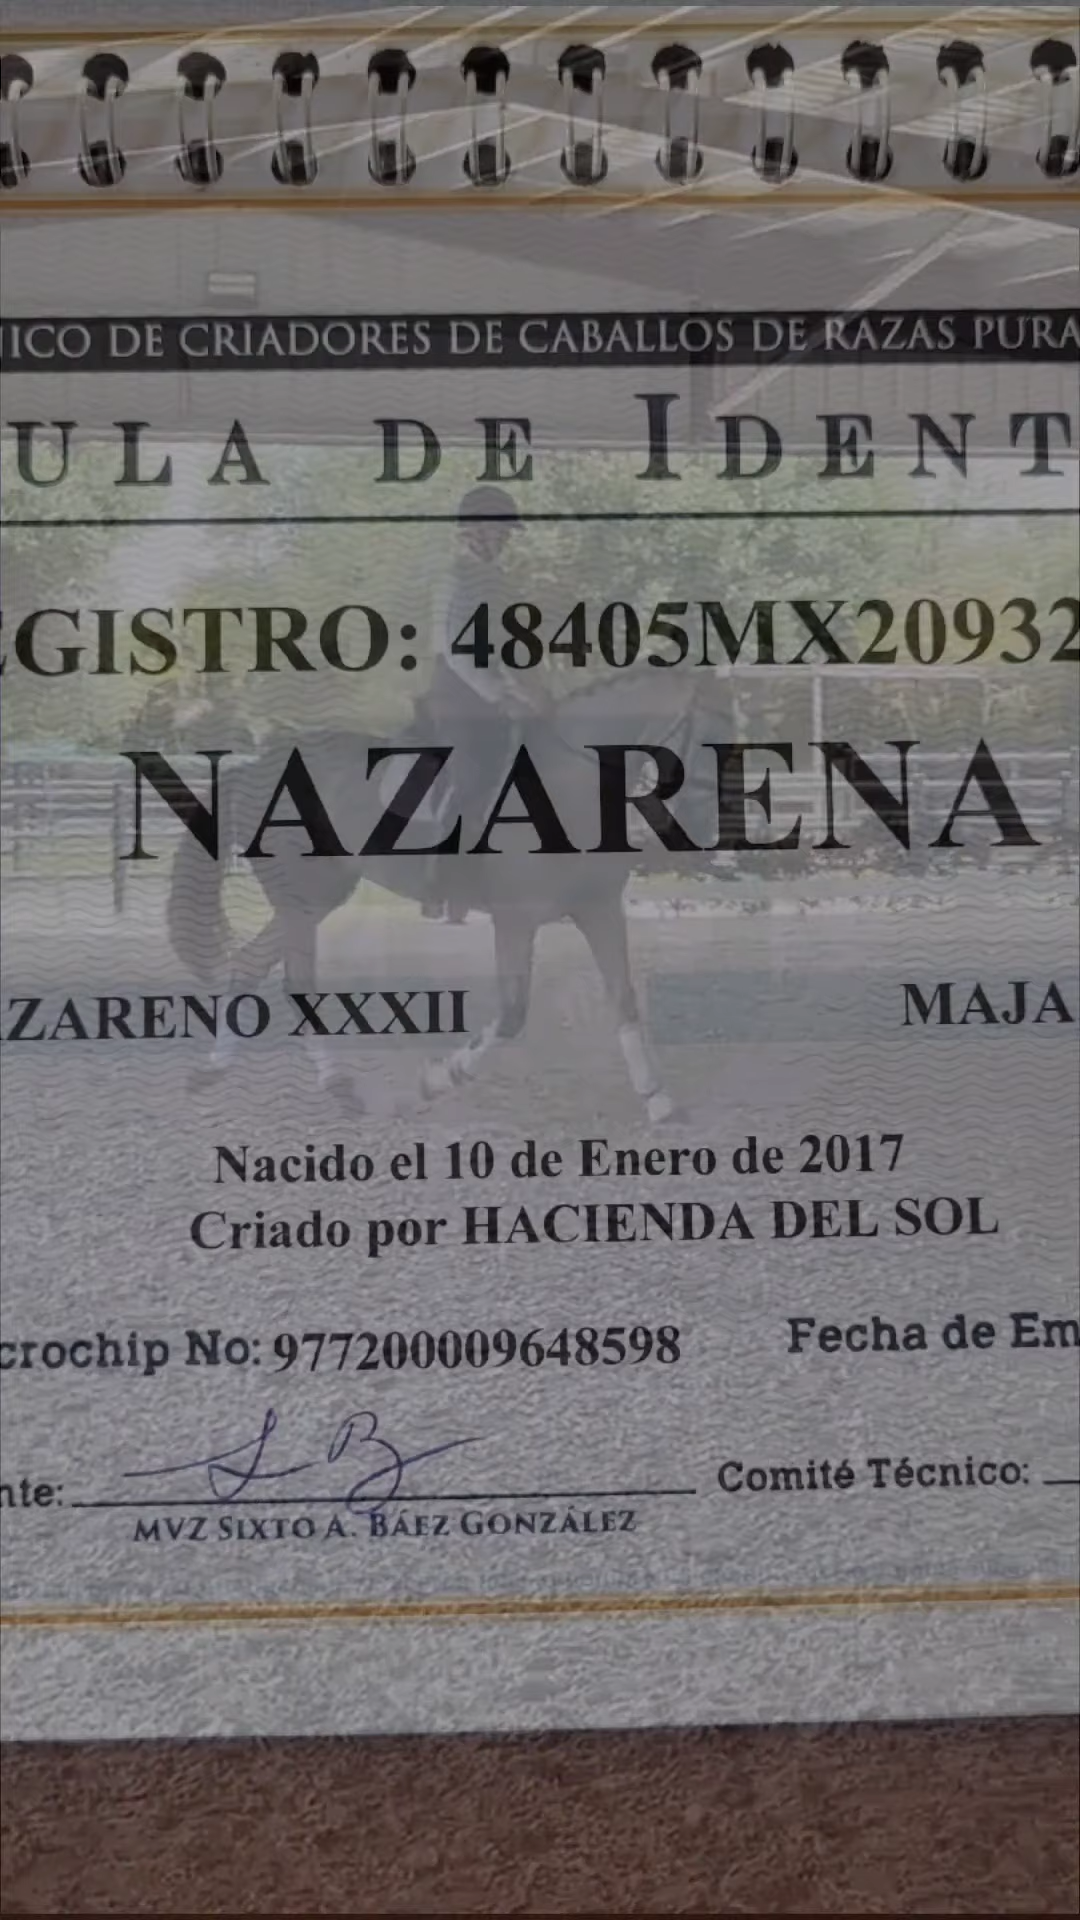 NICO DE CRIADORES DE CABALLOS DE RAZAS PURA
ULA DE IDENT
EGISTRO: 48405MX20932
NAZARENA
ZARENO XXXII MAJA
Nacido el 10 de Enero de 2017
Criado por HACIENDA DEL SOL
crochip No: 977200009648598 Fecha de Em
nte: Comité Técnico:
MVZ SIXTO A. BÁEZ GONZÁLEZ